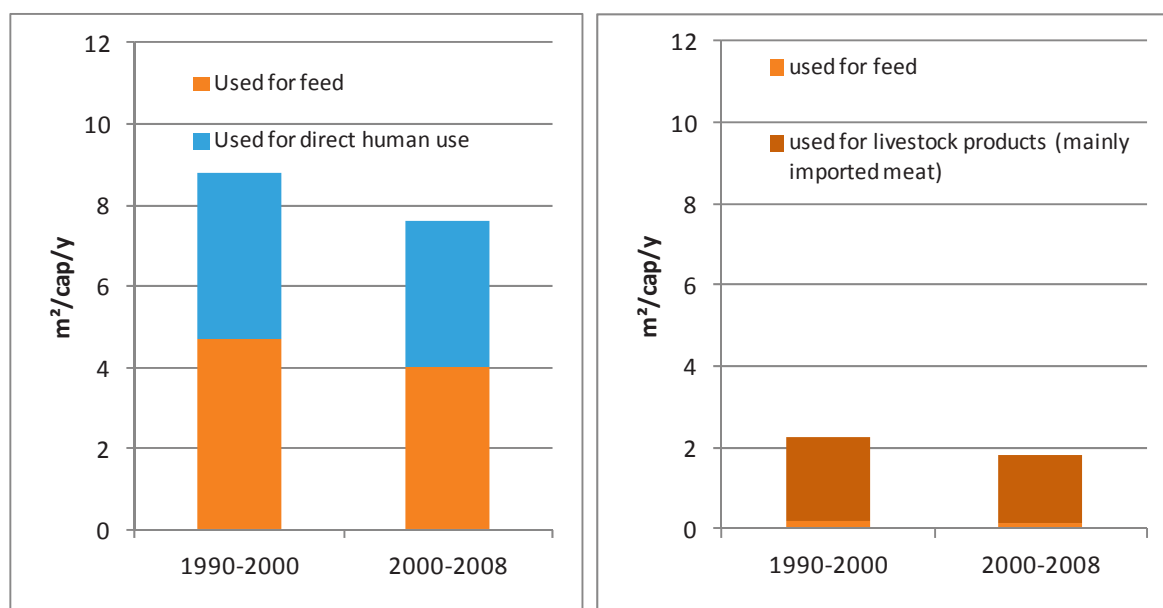 12
10
8
6
4
2
0
m²/cap/y
Used for feed
Used for direct human use
1990-2000
2000-2008
12
10
8
6
4
2
0
m²/cap/y
used for feed
used for livestock products (mainly
imported meat)
1990-2000
2000-2008